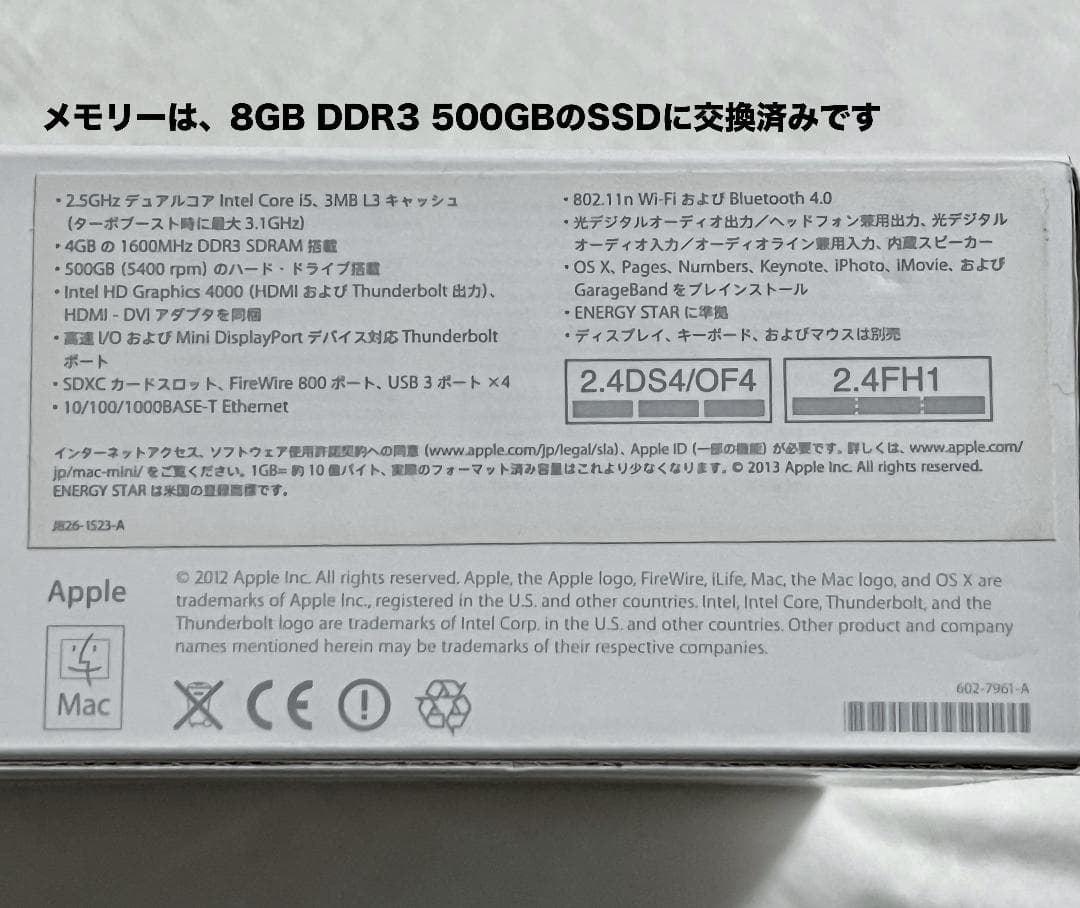 メモリーは、8GB DDR3 500GBのSSDに交換済みです
・2.5GHz デュアルコア Intel Core i5、3MB L3 キャッシュ
(ターボブースト時に最大 3.1GHz)
・4GB の 1600MHz DDR3 SDRAM 搭載
・500GB (5400 rpm) のハード・ドライブ搭載
・Intel HD Graphics 4000 (HDMI および Thunderbolt 出力)、
HDMI - DVI アダプタを同梱
・高速 I/O および Mini DisplayPort デバイス対応 Thunderbolt
ポート
・SDXC カードスロット、FireWire 800 ポート、USB 3 ポート ×4
・10/100/1000BASE-T Ethernet
・802.11n Wi-Fi および Bluetooth 4.0
・光デジタルオーディオ出力/ヘッドフォン兼用出力、光デジタル
オーディオ入力/オーディオライン兼用入力、内蔵スピーカー
・OS X、Pages、Numbers、Keynote、iPhoto、iMovie、および
GarageBand をプレインストール
・ENERGY STAR に準拠
・ディスプレイ、キーボード、およびマウスは別売
2.4DS4/OF4
2.4FH1
インターネットアクセス、ソフトウェア使用許諾契約への同意 (www.apple.com/jp/legal/sla)、Apple ID (一部の機能) が必要です。詳しくは、www.apple.com/
jp/mac-mini/ をご覧ください。1GB= 約 10 億バイト、実際のフォーマット済み容量はこれより少なくなります。© 2013 Apple Inc. All rights reserved.
ENERGY STAR は米国の登録商標です。
J826-1523-A
Apple
Mac
© 2012 Apple Inc. All rights reserved. Apple, the Apple logo, FireWire, iLife, Mac, the Mac logo, and OS X are
trademarks of Apple Inc., registered in the U.S. and other countries. Intel, Intel Core, Thunderbolt, and the
Thunderbolt logo are trademarks of Intel Corp. in the U.S. and other countries. Other product and company
names mentioned herein may be trademarks of their respective companies.
CE
602-7961-A